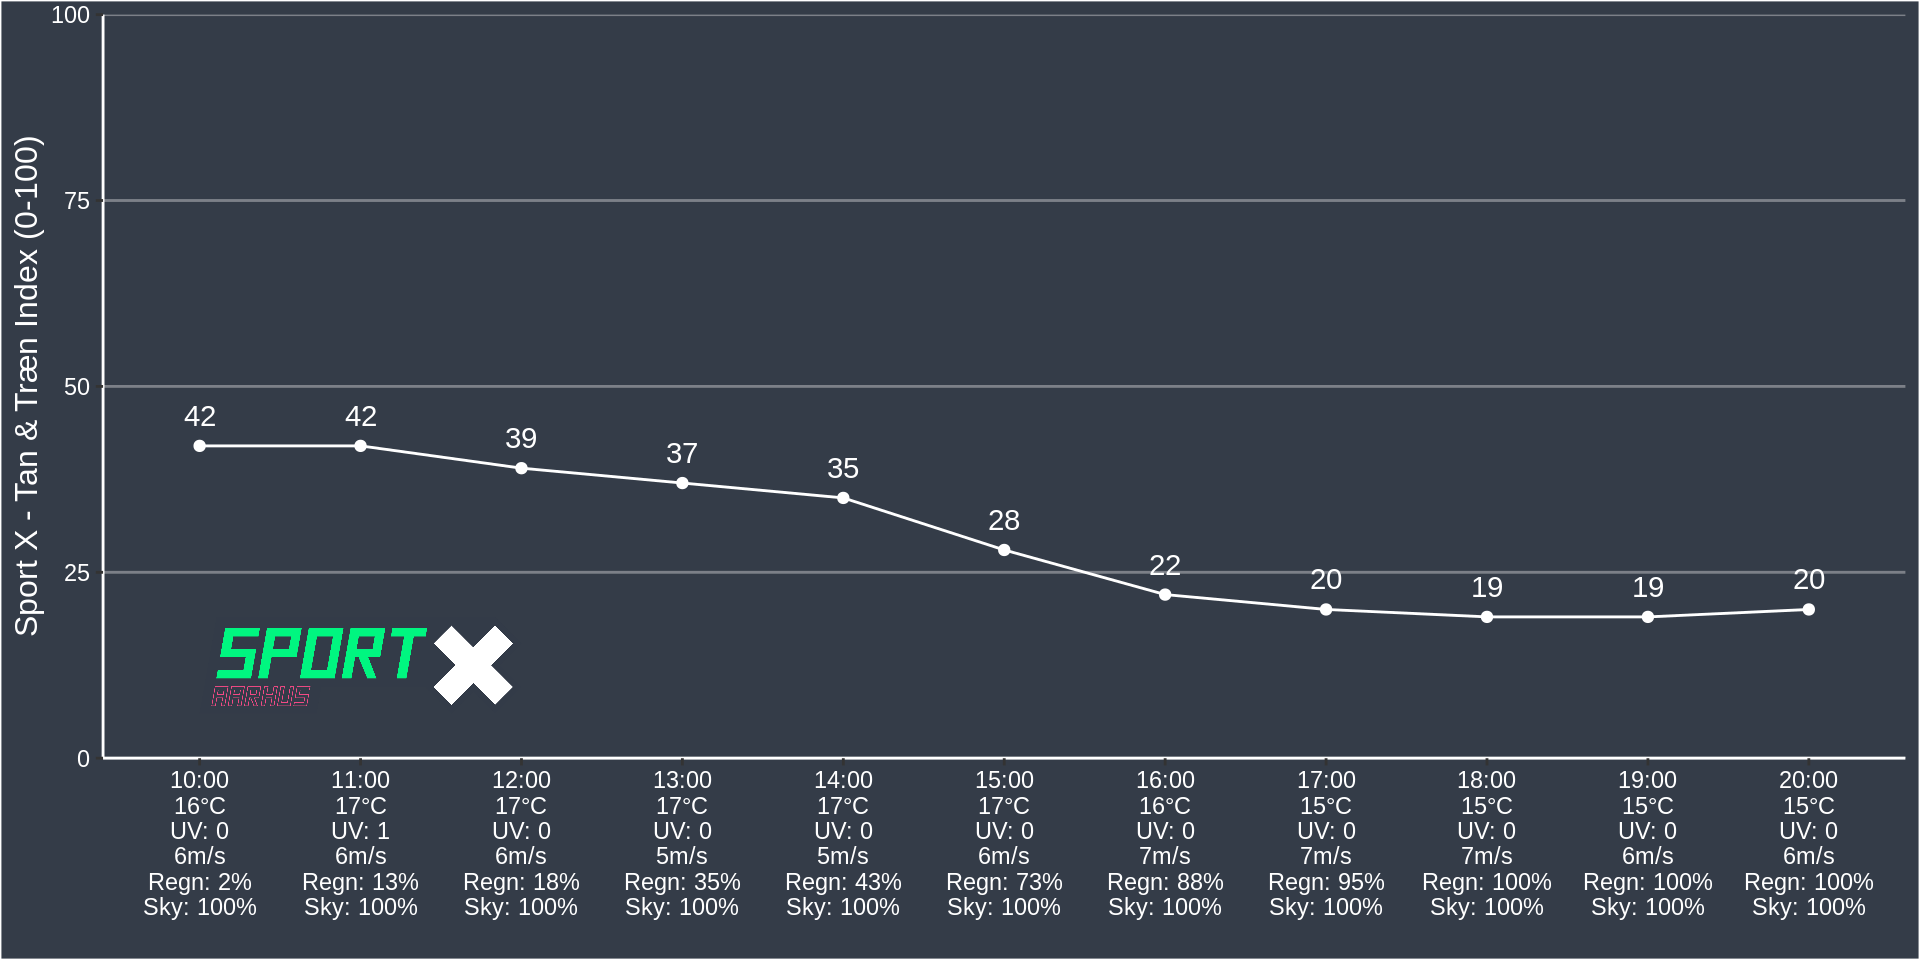 Sport X - Tan & Træn Index (0-100)
100
75
50
25
0
42
42
39
37
35
28
22
20
19
19
20
SPORT X
AARHUS
10:00
16°C
UV: 0
6m/s
Regn: 2%
Sky: 100%
11:00
17°C
UV: 1
6m/s
Regn: 13%
Sky: 100%
12:00
17°C
UV: 0
6m/s
Regn: 18%
Sky: 100%
13:00
17°C
UV: 0
5m/s
Regn: 35%
Sky: 100%
14:00
17°C
UV: 0
5m/s
Regn: 43%
Sky: 100%
15:00
17°C
UV: 0
6m/s
Regn: 73%
Sky: 100%
16:00
16°C
UV: 0
7m/s
Regn: 88%
Sky: 100%
17:00
15°C
UV: 0
7m/s
Regn: 95%
Sky: 100%
18:00
15°C
UV: 0
7m/s
Regn: 100%
Sky: 100%
19:00
15°C
UV: 0
6m/s
Regn: 100%
Sky: 100%
20:00
15°C
UV: 0
6m/s
Regn: 100%
Sky: 100%